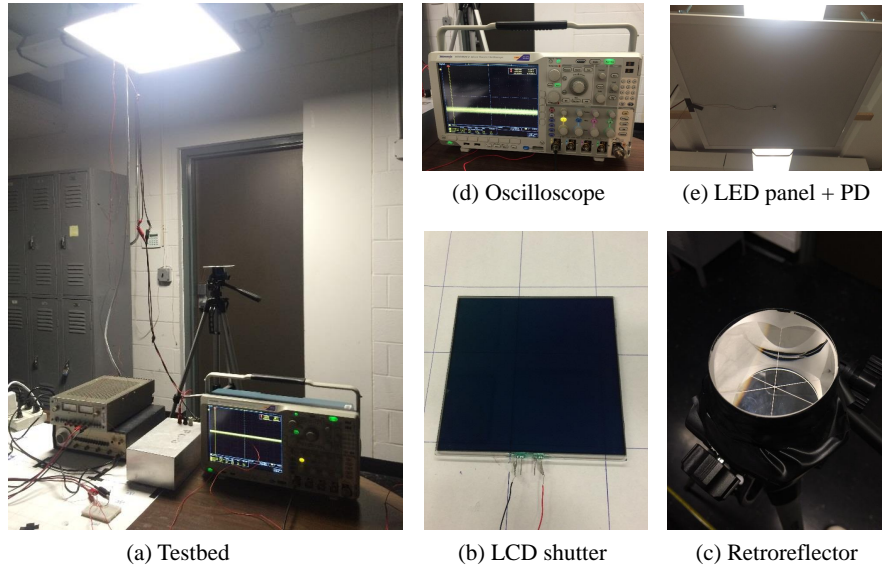 (d) Oscilloscope
(e) LED panel + PD
(a) Testbed
(b) LCD shutter
(c) Retroreflector